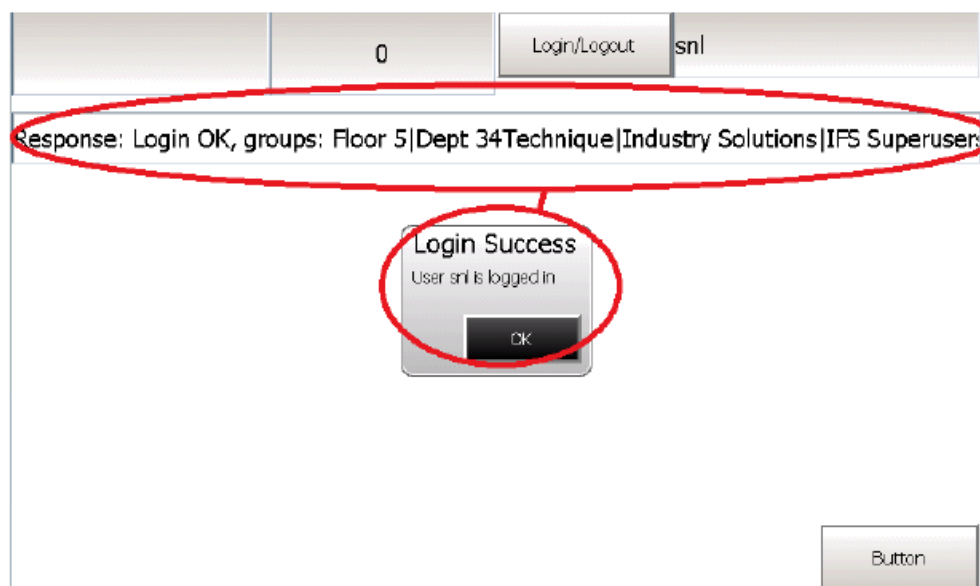 0
Login/Logout
snl
Response: Login OK, groups: Floor 5|Dept 34Technique|Industry Solutions|IFS Superusers
Login Success
User snl is logged in
OK
Button